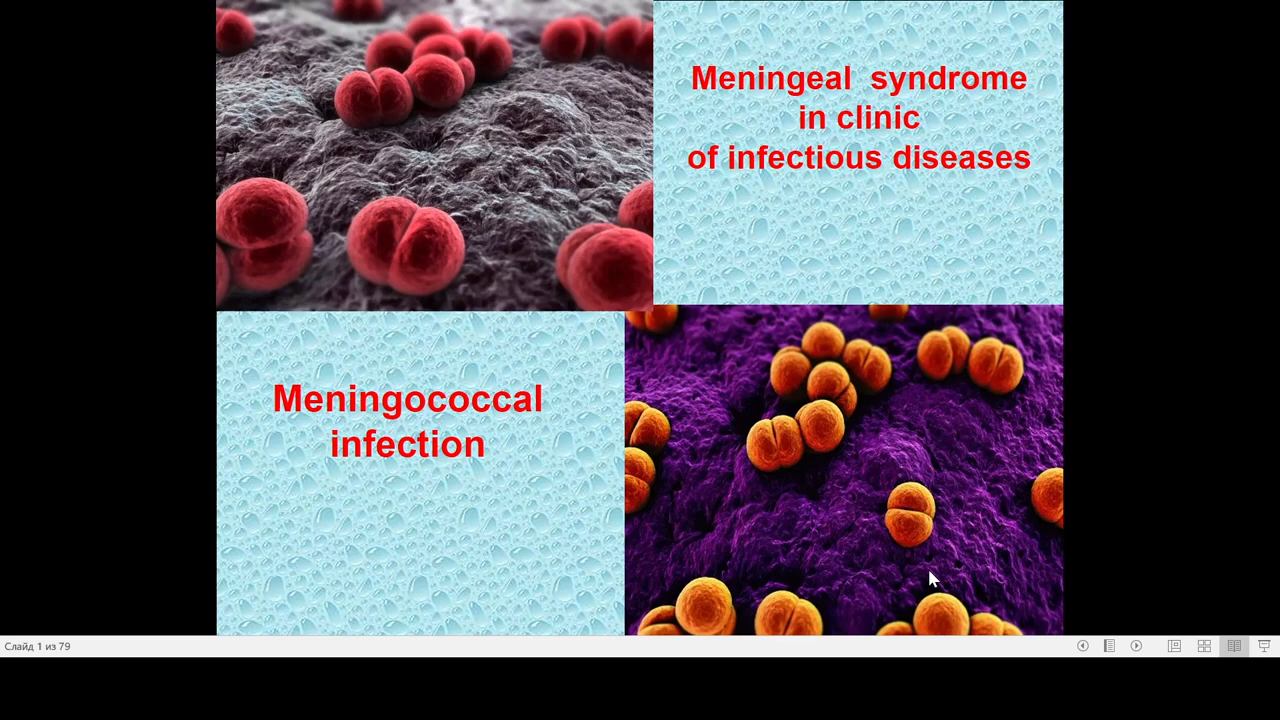 Meningeal syndrome
in clinic
of infectious diseases
Meningococcal
infection
Слайд 1 из 79